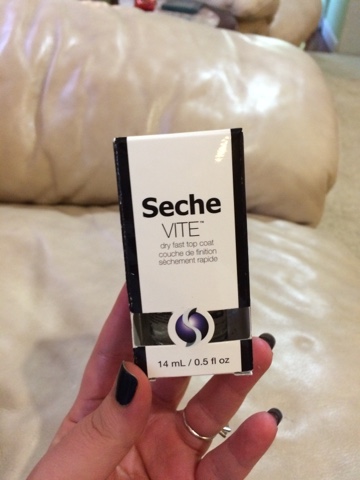 Seche
VITE™
dry fast top coat
couche de finition
séchement rapide
14 mL / 0.5 fl oz